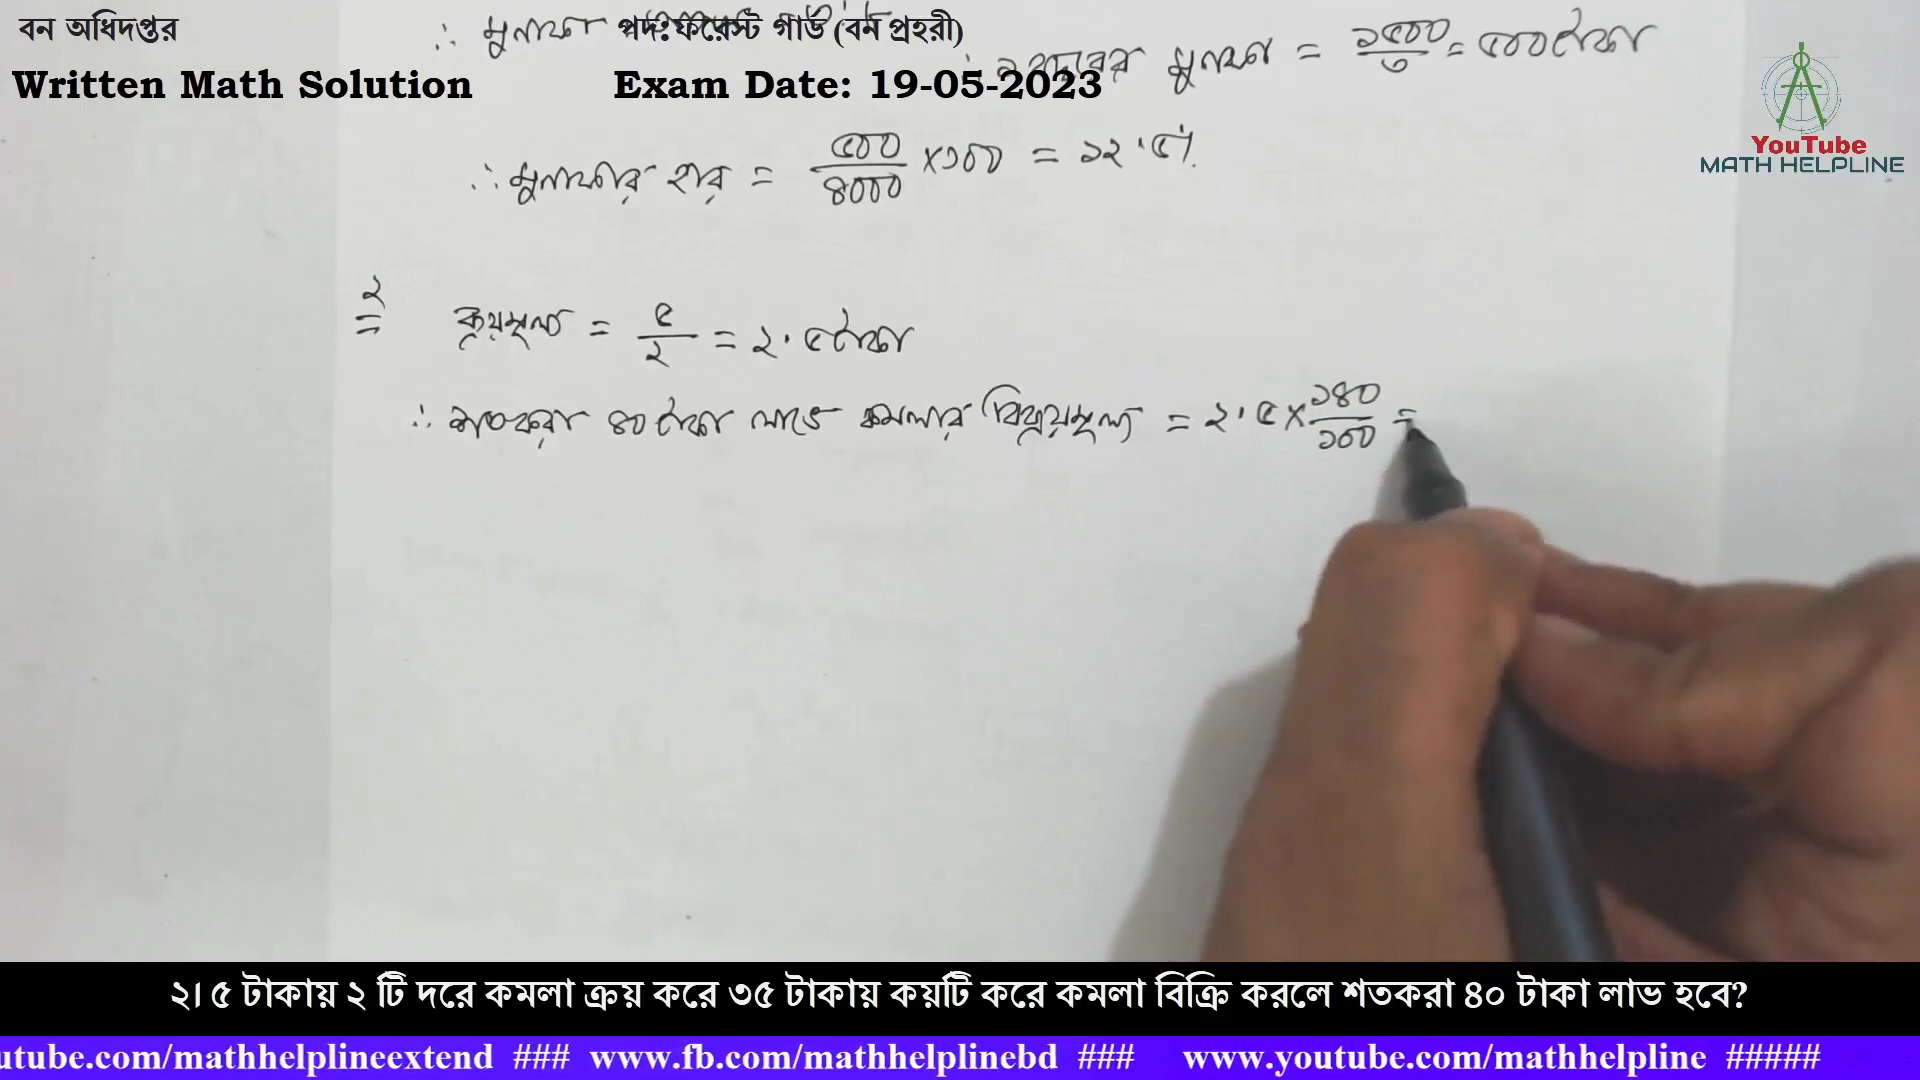 বন অধিদপ্তর
পদ: ফরেস্ট গার্ড (বন প্রহরী)
Written Math Solution
Exam Date: 19-05-2023
YouTube
MATH HELPLINE
∴ মুনাফা
১ বছরের মুনাফা = ১৫০০/৩ = ৫০০ টাকা
∴ মুনাফার হার = ৫০০/৪০০০ × ১০০ = ১২.৫%
২
ক্রয়মূল্য = ৫/২ = ২.৫ টাকা
∴ শতকরা ৪০ টাকা লাভে কমলার বিক্রয়মূল্য = ২.৫ × ১৪০/১০০ =
২। ৫ টাকায় ২ টি দরে কমলা ক্রয় করে ৩৫ টাকায় কয়টি করে কমলা বিক্রি করলে শতকরা ৪০ টাকা লাভ হবে?
utube.com/mathhelplineextend ### www.fb.com/mathhelplinebd ### www.youtube.com/mathhelpline #####